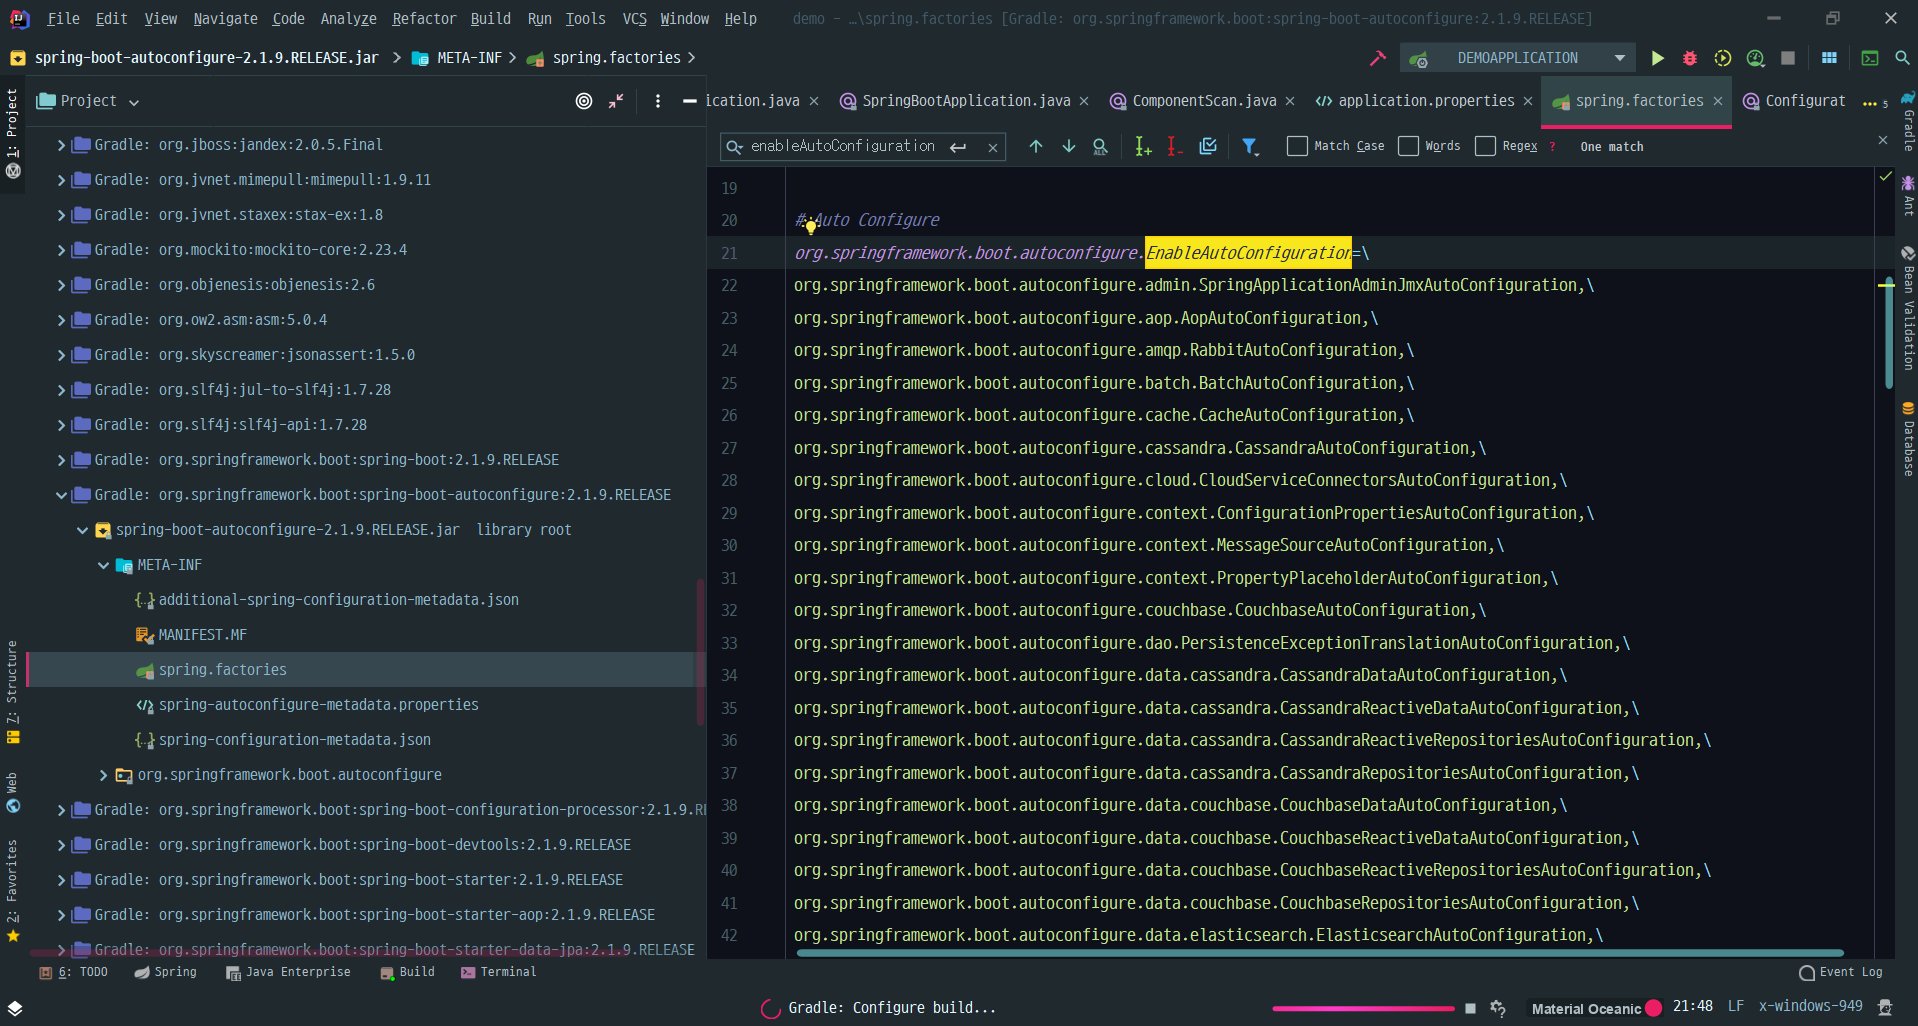 File Edit View Navigate Code Analyze Refactor Build Run Tools VCS Window Help demo - …\spring.factories [Gradle: org.springframework.boot:spring-boot-autoconfigure:2.1.9.RELEASE]
spring-boot-autoconfigure-2.1.9.RELEASE.jar META-INF spring.factories DEMOAPPLICATION
Project
ication.java SpringBootApplication.java ComponentScan.java application.properties spring.factories Configurat 5
enableAutoConfiguration Match Case Words Regex ? One match
1: Project
7: Structure
Web
2: Favorites
Gradle: org.jboss:jandex:2.0.5.Final
Gradle: org.jvnet.mimepull:mimepull:1.9.11
Gradle: org.jvnet.staxex:stax-ex:1.8
Gradle: org.mockito:mockito-core:2.23.4
Gradle: org.objenesis:objenesis:2.6
Gradle: org.ow2.asm:asm:5.0.4
Gradle: org.skyscreamer:jsonassert:1.5.0
Gradle: org.slf4j:jul-to-slf4j:1.7.28
Gradle: org.slf4j:slf4j-api:1.7.28
Gradle: org.springframework.boot:spring-boot:2.1.9.RELEASE
Gradle: org.springframework.boot:spring-boot-autoconfigure:2.1.9.RELEASE
spring-boot-autoconfigure-2.1.9.RELEASE.jar library root
META-INF
additional-spring-configuration-metadata.json
MANIFEST.MF
spring.factories
spring-autoconfigure-metadata.properties
spring-configuration-metadata.json
org.springframework.boot.autoconfigure
Gradle: org.springframework.boot:spring-boot-configuration-processor:2.1.9.RE
Gradle: org.springframework.boot:spring-boot-devtools:2.1.9.RELEASE
Gradle: org.springframework.boot:spring-boot-starter:2.1.9.RELEASE
Gradle: org.springframework.boot:spring-boot-starter-aop:2.1.9.RELEASE
Gradle: org.springframework.boot:spring-boot-starter-data-jpa:2.1.9.RELEASE
19
20 # Auto Configure
21 org.springframework.boot.autoconfigure.EnableAutoConfiguration=\
22 org.springframework.boot.autoconfigure.admin.SpringApplicationAdminJmxAutoConfiguration,\
23 org.springframework.boot.autoconfigure.aop.AopAutoConfiguration,\
24 org.springframework.boot.autoconfigure.amqp.RabbitAutoConfiguration,\
25 org.springframework.boot.autoconfigure.batch.BatchAutoConfiguration,\
26 org.springframework.boot.autoconfigure.cache.CacheAutoConfiguration,\
27 org.springframework.boot.autoconfigure.cassandra.CassandraAutoConfiguration,\
28 org.springframework.boot.autoconfigure.cloud.CloudServiceConnectorsAutoConfiguration,\
29 org.springframework.boot.autoconfigure.context.ConfigurationPropertiesAutoConfiguration,\
30 org.springframework.boot.autoconfigure.context.MessageSourceAutoConfiguration,\
31 org.springframework.boot.autoconfigure.context.PropertyPlaceholderAutoConfiguration,\
32 org.springframework.boot.autoconfigure.couchbase.CouchbaseAutoConfiguration,\
33 org.springframework.boot.autoconfigure.dao.PersistenceExceptionTranslationAutoConfiguration,\
34 org.springframework.boot.autoconfigure.data.cassandra.CassandraDataAutoConfiguration,\
35 org.springframework.boot.autoconfigure.data.cassandra.CassandraReactiveDataAutoConfiguration,\
36 org.springframework.boot.autoconfigure.data.cassandra.CassandraReactiveRepositoriesAutoConfiguration,\
37 org.springframework.boot.autoconfigure.data.cassandra.CassandraRepositoriesAutoConfiguration,\
38 org.springframework.boot.autoconfigure.data.couchbase.CouchbaseDataAutoConfiguration,\
39 org.springframework.boot.autoconfigure.data.couchbase.CouchbaseReactiveDataAutoConfiguration,\
40 org.springframework.boot.autoconfigure.data.couchbase.CouchbaseReactiveRepositoriesAutoConfiguration,\
41 org.springframework.boot.autoconfigure.data.couchbase.CouchbaseRepositoriesAutoConfiguration,\
42 org.springframework.boot.autoconfigure.data.elasticsearch.ElasticsearchAutoConfiguration,\
Gradle
Ant
Bean Validation
Database
6: TODO Spring Java Enterprise Build Terminal Event Log
Gradle: Configure build... Material Oceanic 21:48 LF x-windows-949